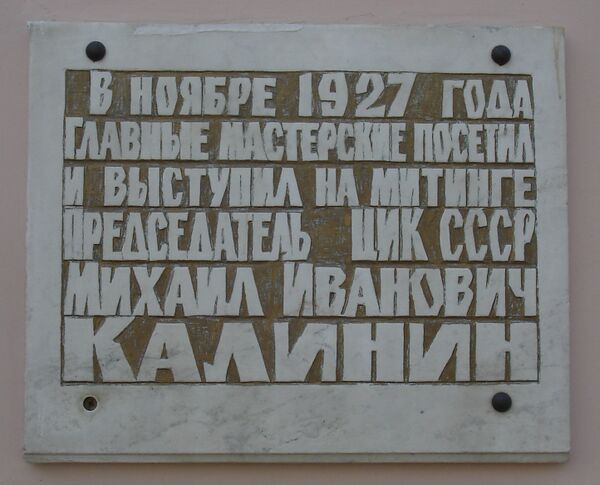 В НОЯБРЕ 1927 ГОДА
ГЛАВНЫЕ МАСТЕРСКИЕ ПОСЕТИЛ
И ВЫСТУПИЛ НА МИТИНГЕ
ПРЕДСЕДАТЕЛЬ ЦИК СССР
МИХАИЛ ИВАНОВИЧ
КАЛИНИН